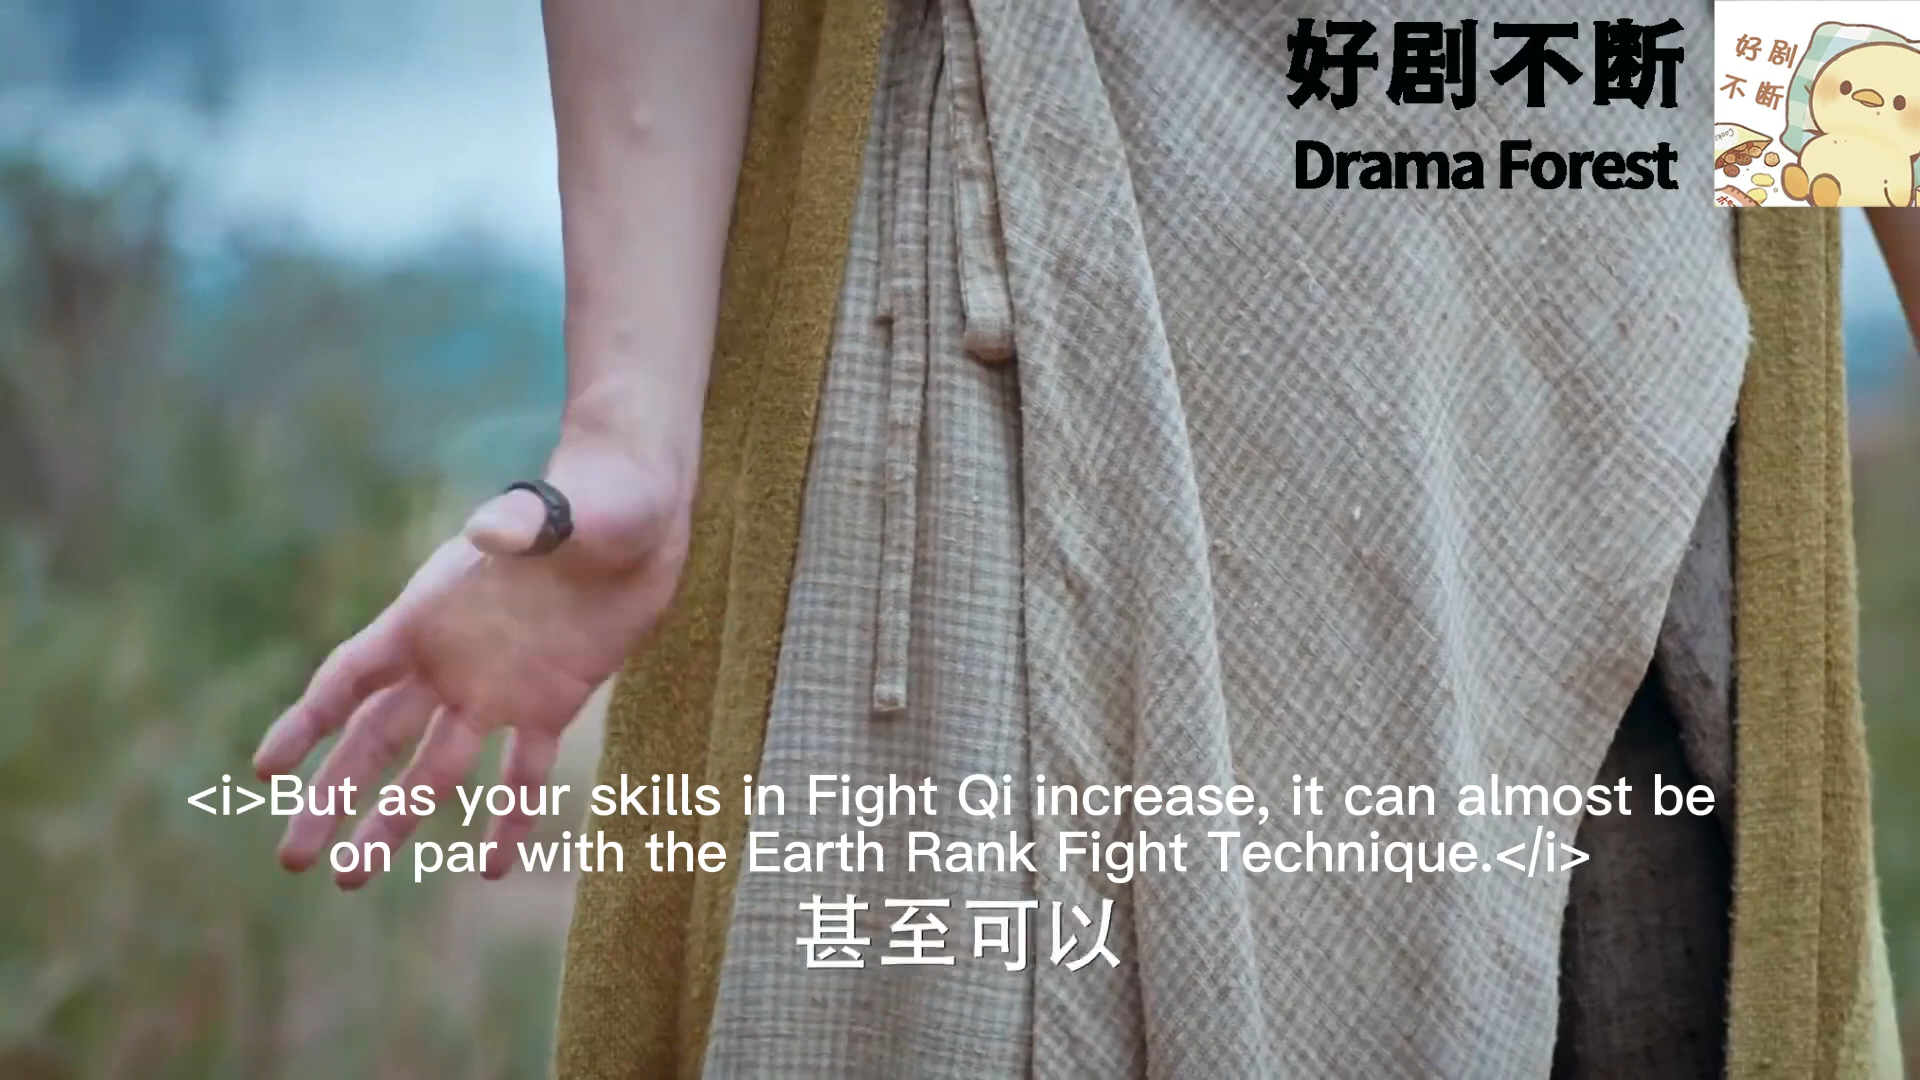 好剧不断
Drama Forest
好剧
不断
<i>But as your skills in Fight Qi increase, it can almost be
on par with the Earth Rank Fight Technique.</i>
甚至可以